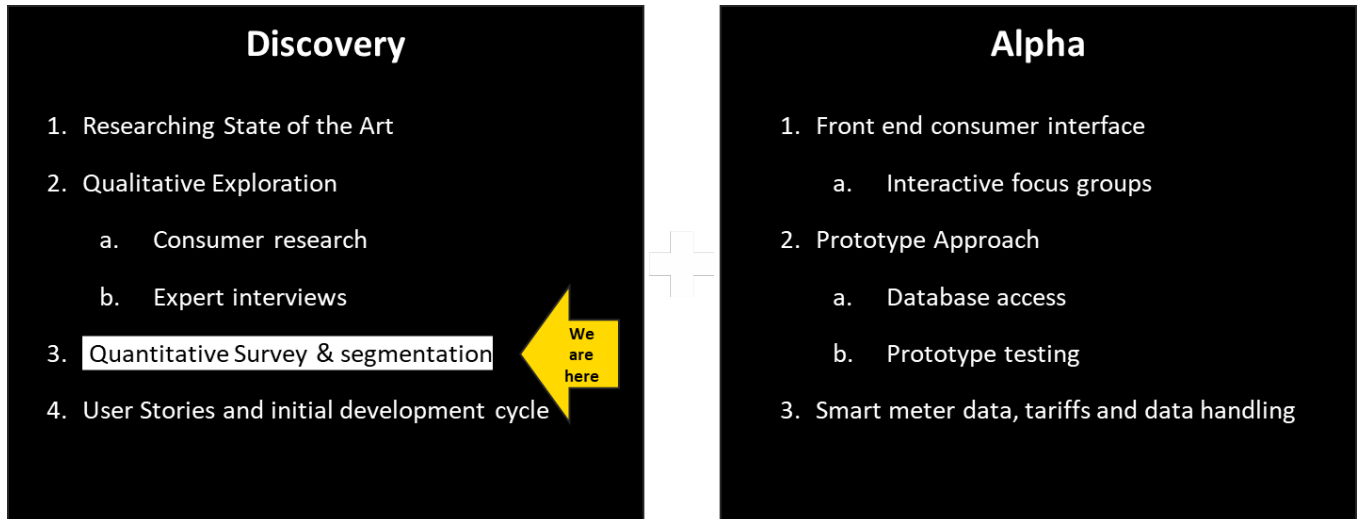 Discovery
1. Researching State of the Art
2. Qualitative Exploration
a. Consumer research
b. Expert interviews
3. Quantitative Survey & segmentation
We
are
here
4. User Stories and initial development cycle
Alpha
1. Front end consumer interface
a. Interactive focus groups
2. Prototype Approach
a. Database access
b. Prototype testing
3. Smart meter data, tariffs and data handling